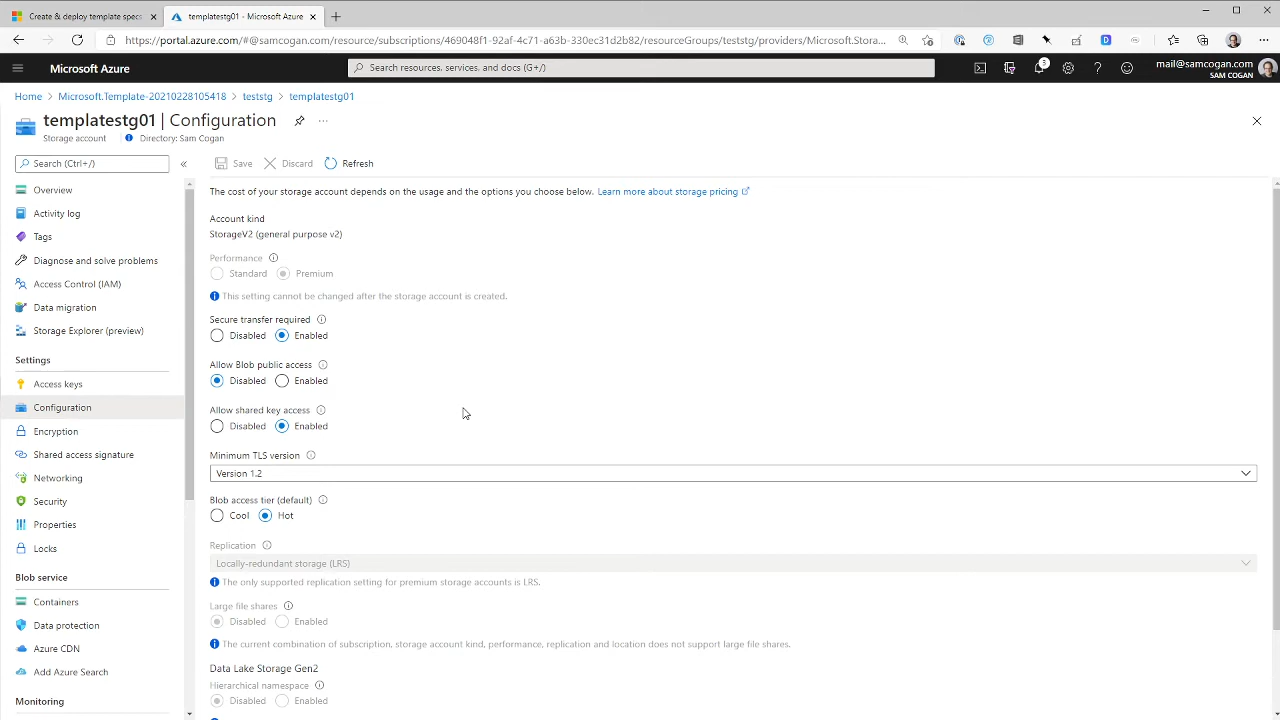 Create & deploy template spec
templatestg01 - Microsoft Azure
https://portal.azure.com/#@samcogan.com/resource/subscriptions/469048f1-92af-4c71-a63b-330ec31d2b82/resourceGroups/teststg/providers/Microsoft.Stora...
Microsoft Azure
Search resources, services, and docs (G+/)
3
mail@samcogan.com
SAM COGAN
Home > Microsoft.Template-20210228105418 > teststg > templatestg01
templatestg01 | Configuration
Storage account
Directory: Sam Cogan
Search (Ctrl+/)
Overview
Activity log
Tags
Diagnose and solve problems
Access Control (IAM)
Data migration
Storage Explorer (preview)
Settings
Access keys
Configuration
Encryption
Shared access signature
Networking
Security
Properties
Locks
Blob service
Containers
Data protection
Azure CDN
Add Azure Search
Monitoring
Save Discard Refresh
The cost of your storage account depends on the usage and the options you choose below. Learn more about storage pricing
Account kind
StorageV2 (general purpose v2)
Performance
Standard Premium
This setting cannot be changed after the storage account is created.
Secure transfer required
Disabled Enabled
Allow Blob public access
Disabled Enabled
Allow shared key access
Disabled Enabled
Minimum TLS version
Version 1.2
Blob access tier (default)
Cool Hot
Replication
Locally-redundant storage (LRS)
The only supported replication setting for premium storage accounts is LRS.
Large file shares
Disabled Enabled
The current combination of subscription, storage account kind, performance, replication and location does not support large file shares.
Data Lake Storage Gen2
Hierarchical namespace
Disabled Enabled